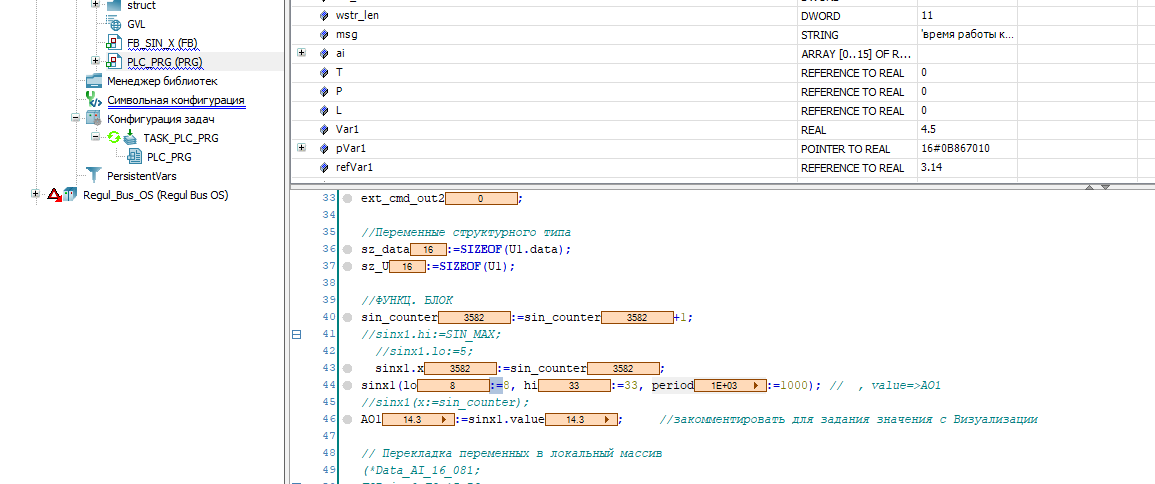 struct
GVL
FB_SIN_X (FB)
PLC_PRG (PRG)
Менеджер библиотек
Символьная конфигурация
Конфигурация задач
TASK_PLC_PRG
PLC_PRG
PersistentVars
Regul_Bus_OS (Regul Bus OS)
wstr_len DWORD 11
msg STRING 'время работы к...
ai ARRAY [0..15] OF R...
T REFERENCE TO REAL 0
P REFERENCE TO REAL 0
L REFERENCE TO REAL 0
Var1 REAL 4.5
pVar1 POINTER TO REAL 16#0B867010
refVar1 REFERENCE TO REAL 3.14
33 ext_cmd_out2 0 ;
34
35 //Переменные структурного типа
36 sz_data 16 :=SIZEOF(U1.data);
37 sz_U 16 :=SIZEOF(U1);
38
39 //ФУНКЦ. БЛОК
40 sin_counter 3582 :=sin_counter 3582 +1;
41 //sinx1.hi:=SIN_MAX;
42 //sinx1.lo:=5;
43 sinx1.x 3582 :=sin_counter 3582 ;
44 sinx1(lo 8 :=8, hi 33 :=33, period 1E+03 :=1000); // , value=>AO1
45 //sinx1(x:=sin_counter);
46 AO1 14.3 :=sinx1.value 14.3 ; //закомментировать для задания значения с Визуализации
47
48 // Перекладка переменных в локальный массив
49 (*Data_AI_16_081;